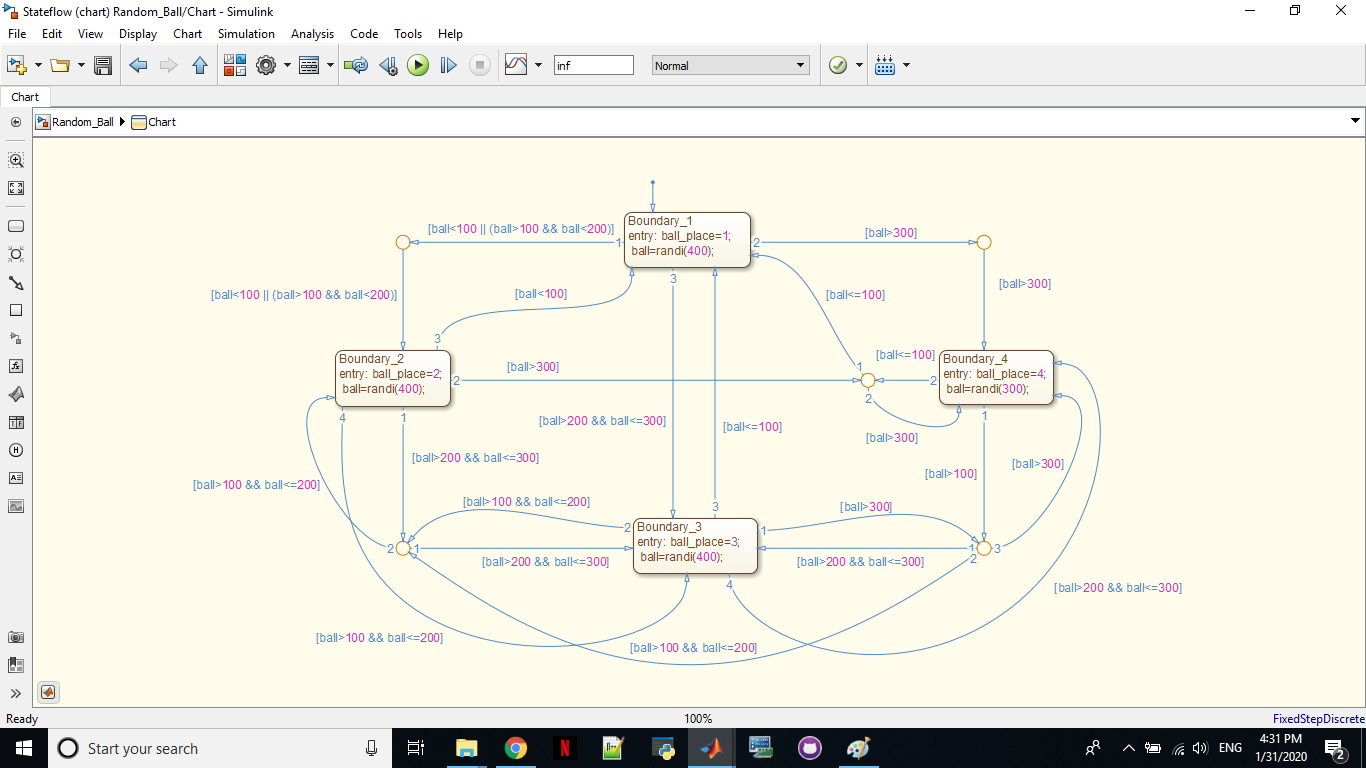 Stateflow (chart) Random_Ball/Chart - Simulink
File Edit View Display Chart Simulation Analysis Code Tools Help
inf
Normal
Chart
Random_Ball
Chart
Boundary_1
entry: ball_place=1;
ball=randi(400);
[ball<100 || (ball>100 && ball<200)]
1
2
[ball>300]
3
[ball<100 || (ball>100 && ball<200)]
[ball<100]
[ball<=100]
[ball>300]
3
Boundary_2
entry: ball_place=2;
ball=randi(400);
2
[ball>300]
1
2
[ball<=100]
2
Boundary_4
entry: ball_place=4;
ball=randi(300);
4
1
1
[ball>200 && ball<=300]
[ball<=100]
[ball>300]
[ball>200 && ball<=300]
[ball>100]
[ball>300]
[ball>100 && ball<=200]
[ball>100 && ball<=200]
3
[ball>300]
2
Boundary_3
entry: ball_place=3;
ball=randi(400);
1
2
1
1
3
2
[ball>200 && ball<=300]
[ball>200 && ball<=300]
4
[ball>200 && ball<=300]
[ball>100 && ball<=200]
[ball>100 && ball<=200]
Ready
100%
FixedStepDiscrete
Start your search
ENG
4:31 PM
1/31/2020
2